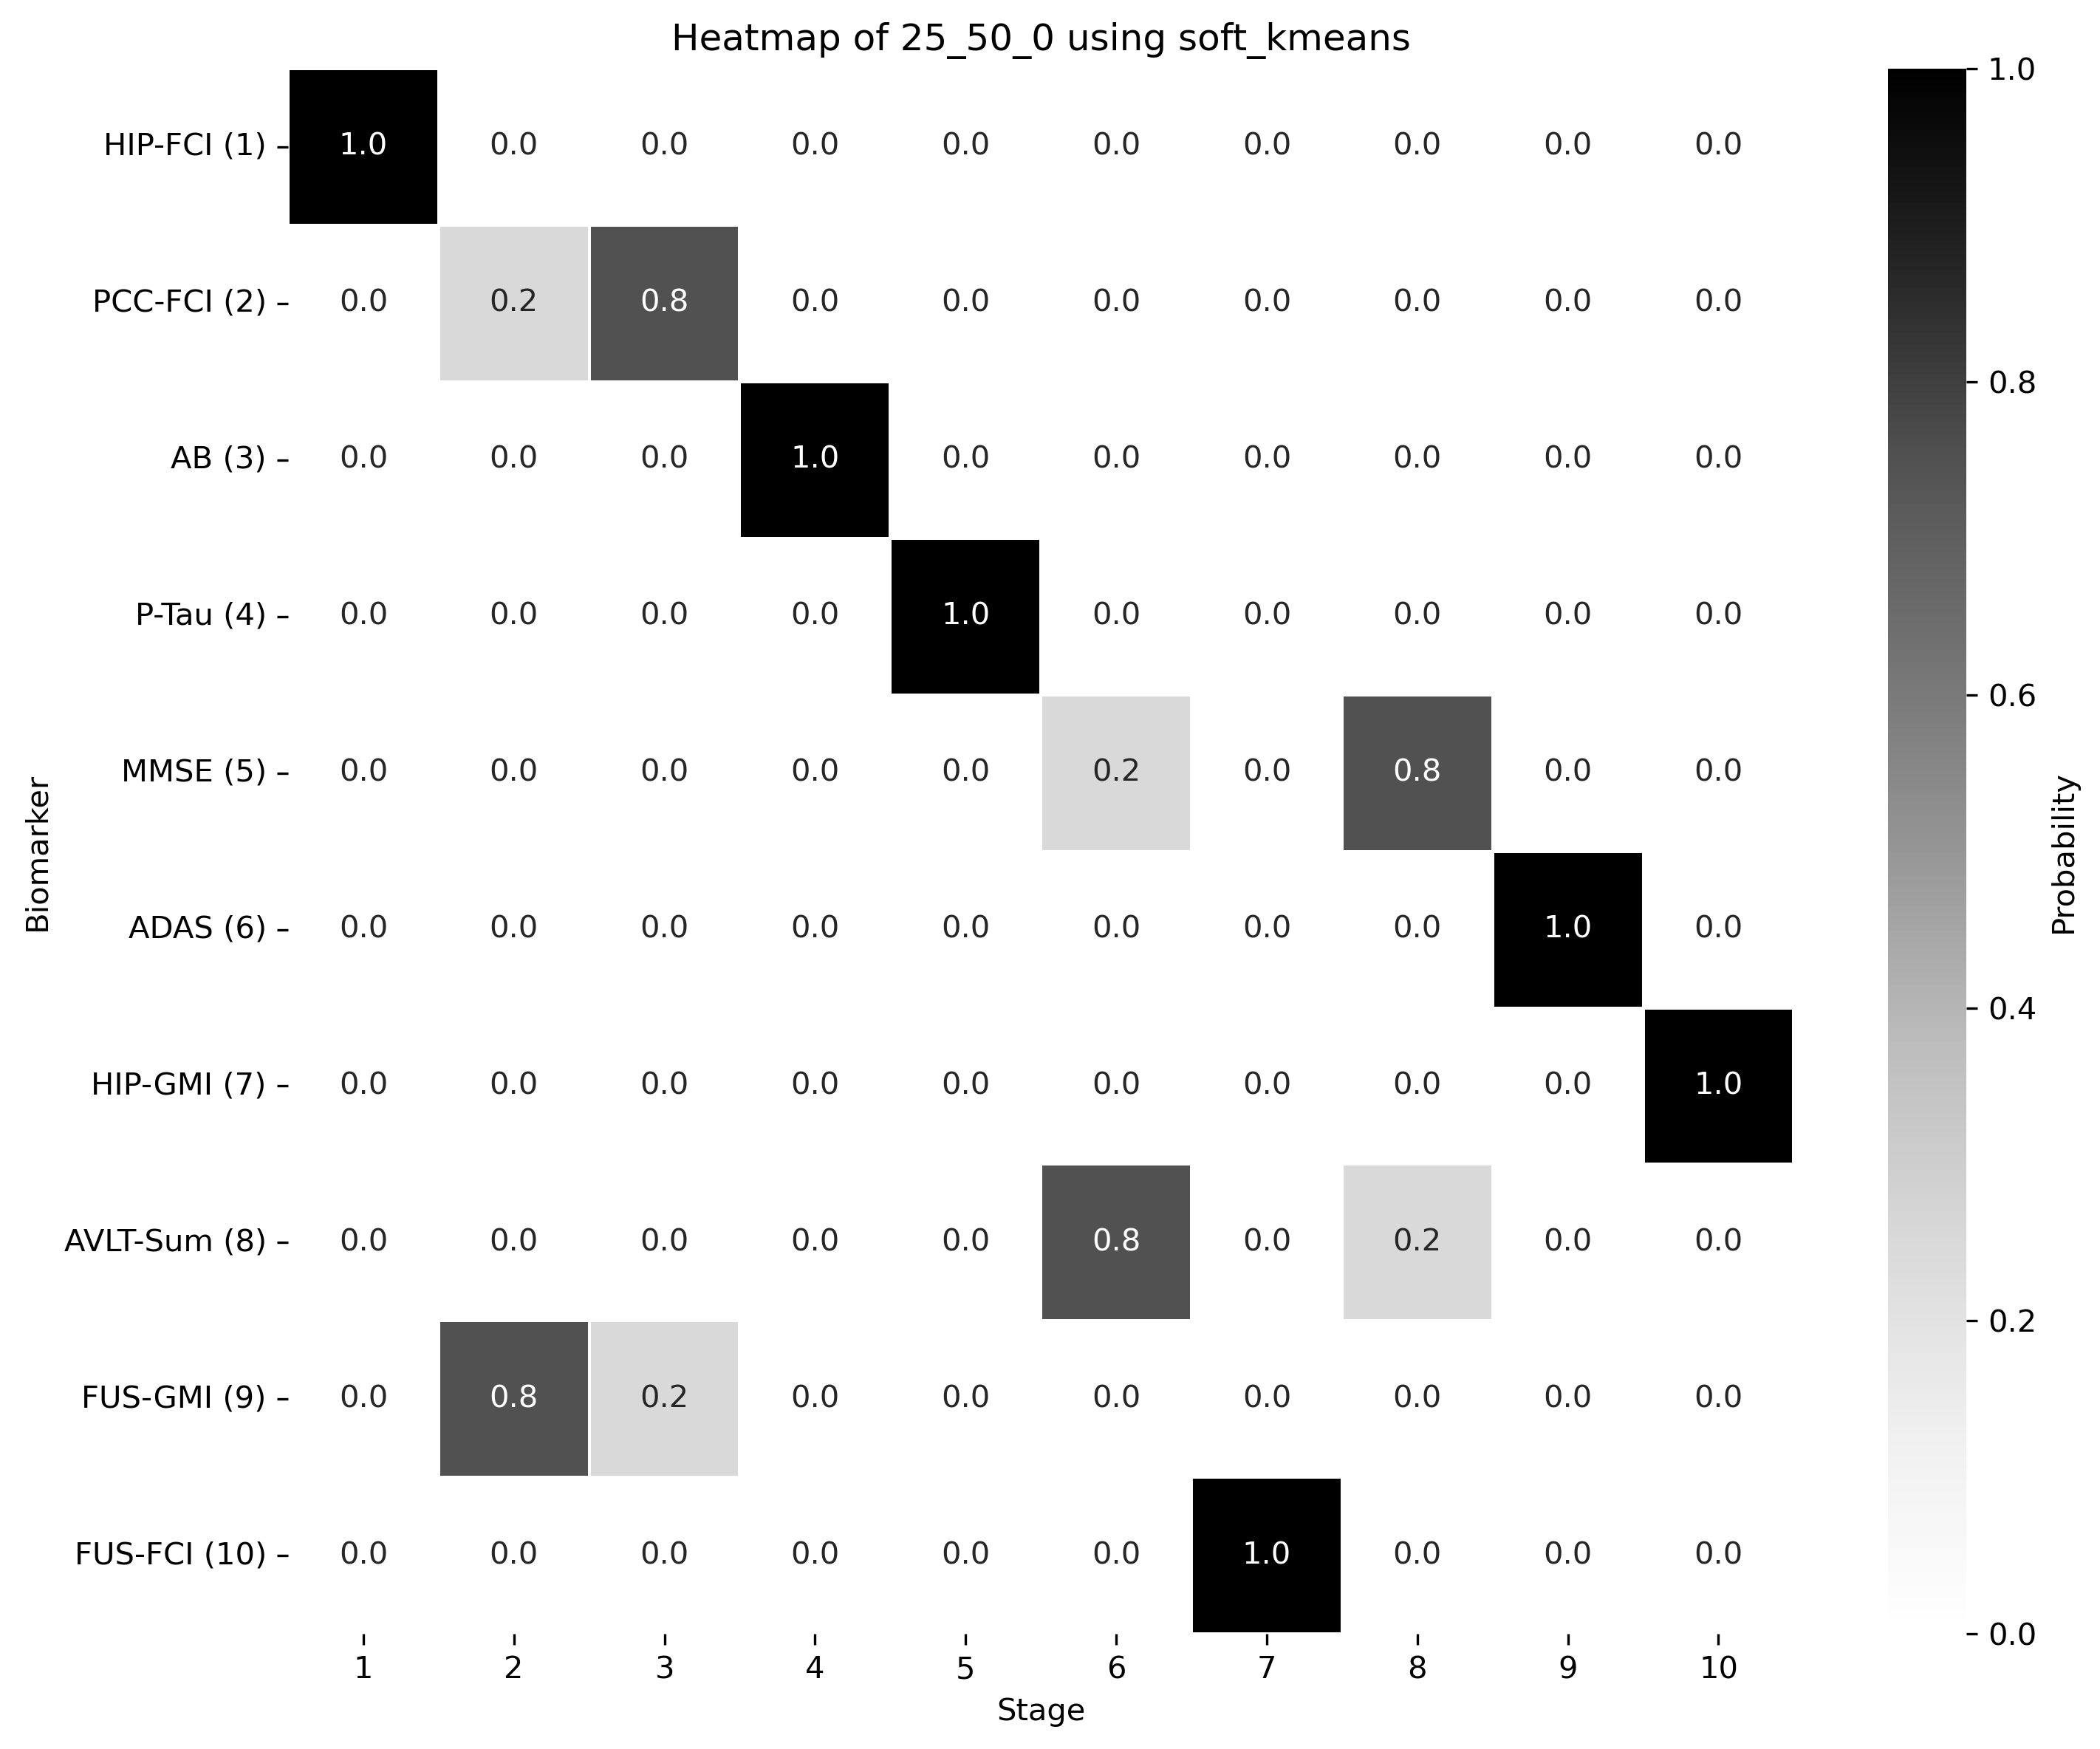 Heatmap of 25_50_0 using soft_kmeans
HIP-FCI (1) 1.0 0.0 0.0 0.0 0.0 0.0 0.0 0.0 0.0 0.0
PCC-FCI (2) 0.0 0.2 0.8 0.0 0.0 0.0 0.0 0.0 0.0 0.0
AB (3) 0.0 0.0 0.0 1.0 0.0 0.0 0.0 0.0 0.0 0.0
P-Tau (4) 0.0 0.0 0.0 0.0 1.0 0.0 0.0 0.0 0.0 0.0
MMSE (5) 0.0 0.0 0.0 0.0 0.0 0.2 0.0 0.8 0.0 0.0
ADAS (6) 0.0 0.0 0.0 0.0 0.0 0.0 0.0 0.0 1.0 0.0
HIP-GMI (7) 0.0 0.0 0.0 0.0 0.0 0.0 0.0 0.0 0.0 1.0
AVLT-Sum (8) 0.0 0.0 0.0 0.0 0.0 0.8 0.0 0.2 0.0 0.0
FUS-GMI (9) 0.0 0.8 0.2 0.0 0.0 0.0 0.0 0.0 0.0 0.0
FUS-FCI (10) 0.0 0.0 0.0 0.0 0.0 0.0 1.0 0.0 0.0 0.0
1 2 3 4 5 6 7 8 9 10
Stage
Biomarker
1.0
0.8
0.6
0.4
0.2
0.0
Probability